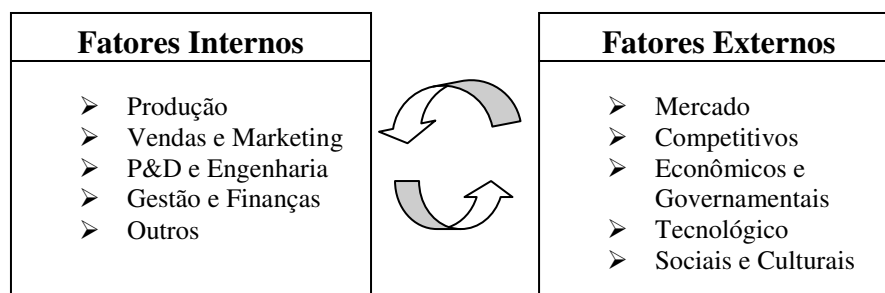 Fatores Internos
➢ Produção
➢ Vendas e Marketing
➢ P&D e Engenharia
➢ Gestão e Finanças
➢ Outros
Fatores Externos
➢ Mercado
➢ Competitivos
➢ Econômicos e
Governamentais
➢ Tecnológico
➢ Sociais e Culturais